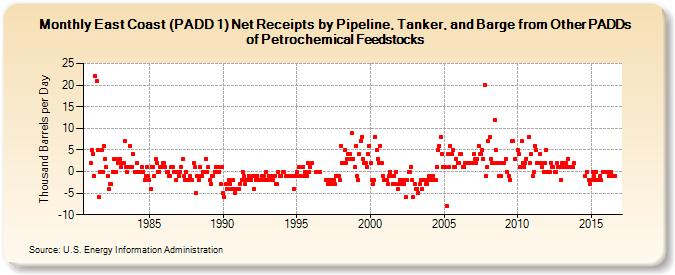 Monthly East Coast (PADD 1) Net Receipts by Pipeline, Tanker, and Barge from Other PADDs
of Petrochemical Feedstocks
Thousand Barrels per Day
25
20
15
10
5
0
-5
-10
1985 1990 1995 2000 2005 2010 2015
Source: U.S. Energy Information Administration